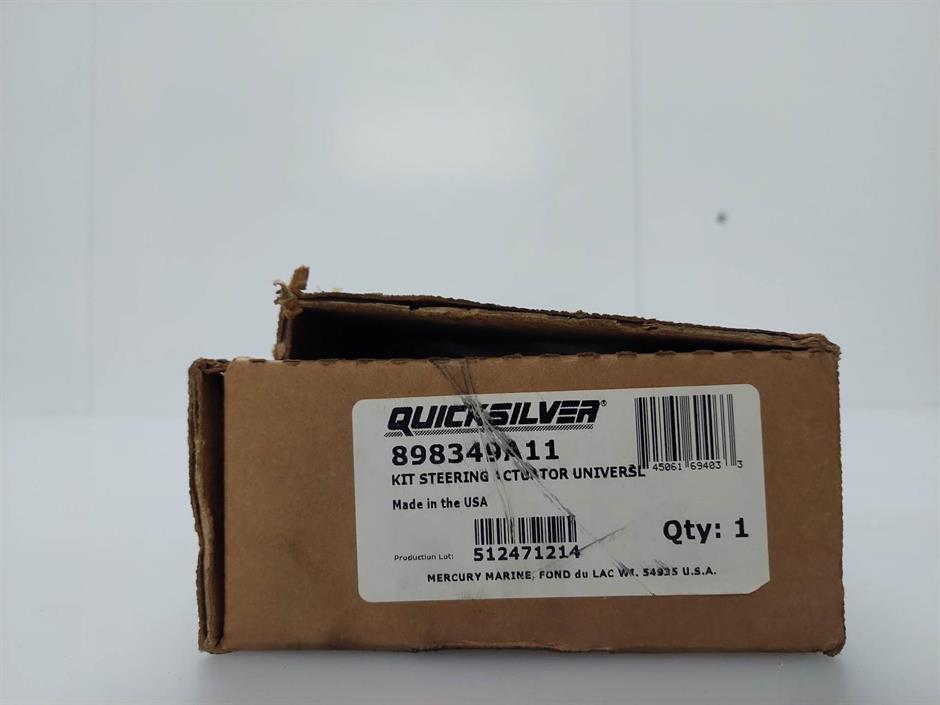 QUICKSILVER®
898349A11
KIT STEERING ACTUATOR UNIVERSL
7 45061 69403 3
Made in the USA
Qty: 1
Production Lot: 512471214
MERCURY MARINE, FOND du LAC WI. 54935 U.S.A.